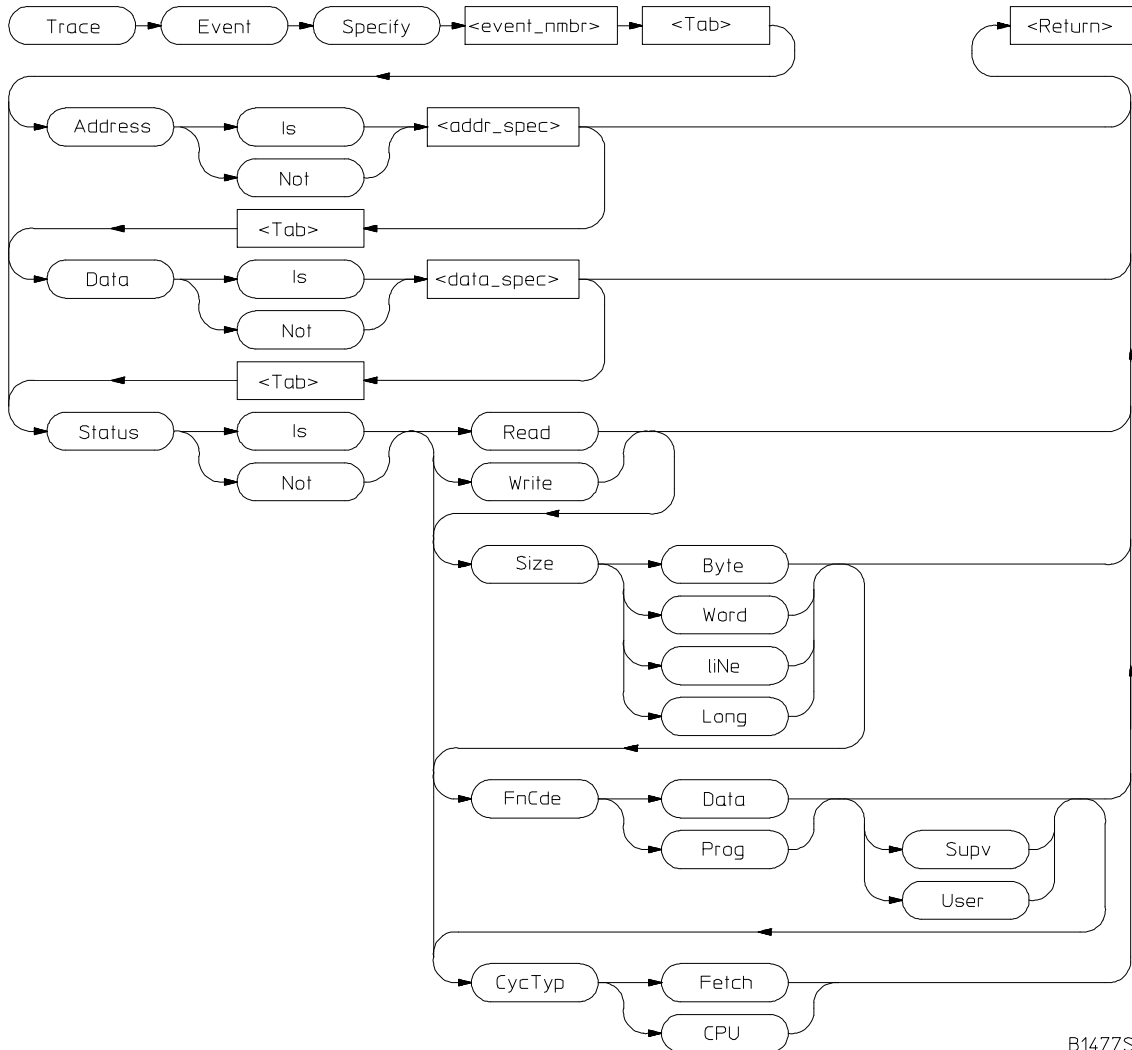 Trace Event Specify <event_nmbr> <Tab> <Return>
Address Is <addr_spec>
Not
<Tab>
Data Is <data_spec>
Not
<Tab>
Status Is Read
Not Write
Size Byte
Word
liNe
Long
FnCde Data
Prog Supv
User
CycTyp Fetch
CPU
B1477S